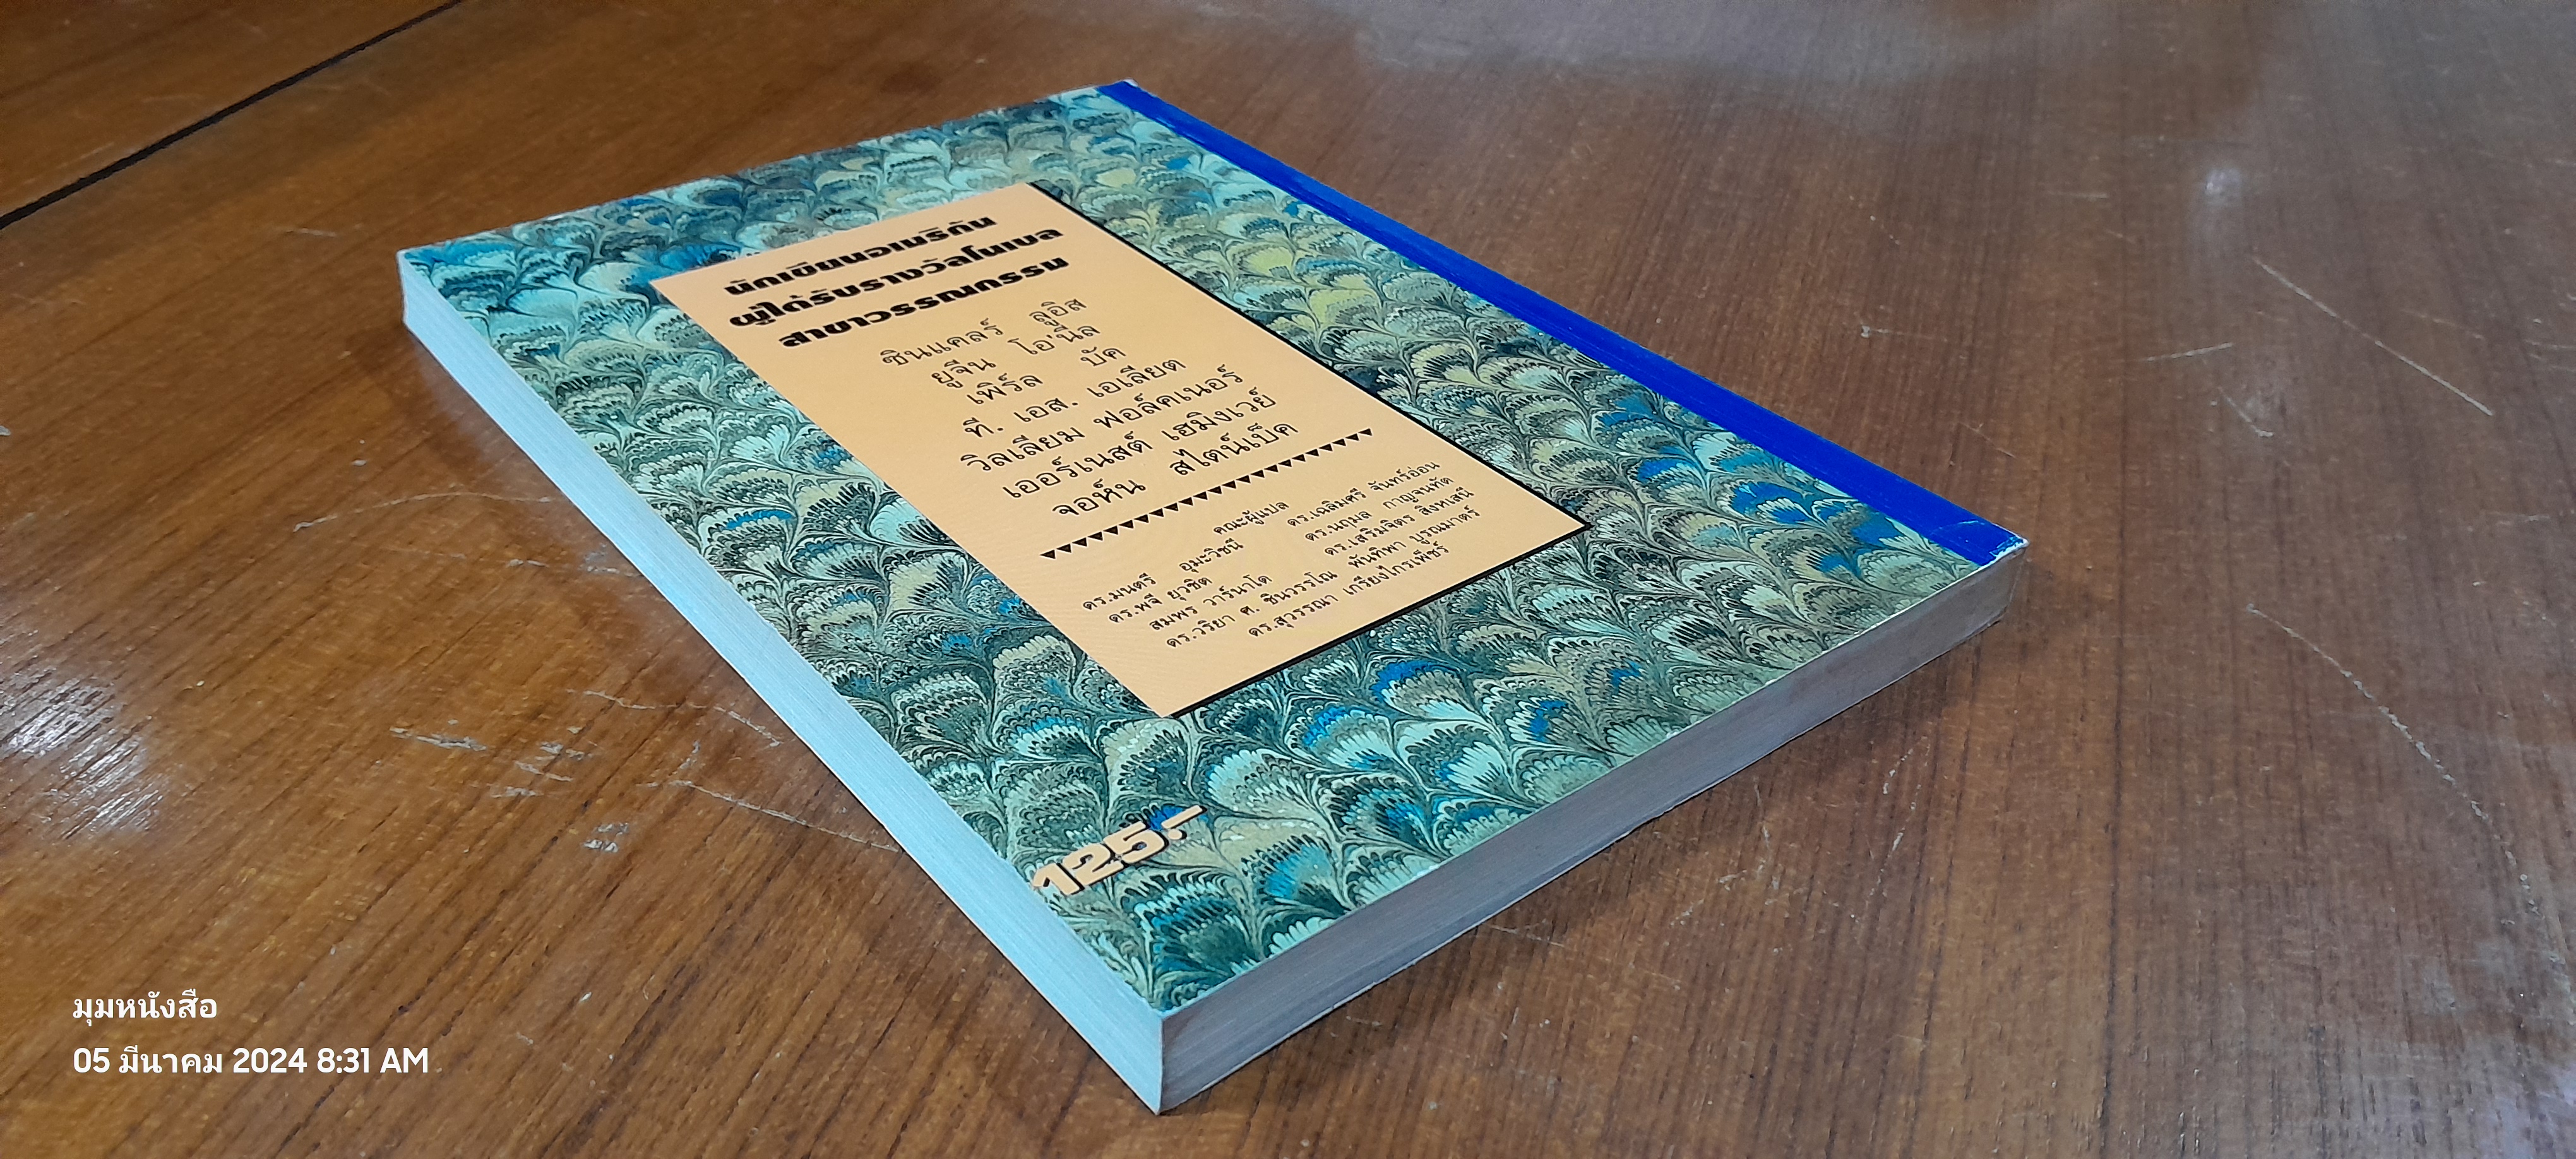 นักเขียนอเมริกัน
ผู้ได้รับรางวัลโนเบล
สาขาวรรณกรรม
ซินแคลร์ ลูอิส
ยูจีน โอ'นีล
เพิร์ล บัค
ที. เอส. เอเลียต
วิลเลียม ฟอล์คเนอร์
เออร์เนสต์ เฮมิงเวย์
จอห์น สไตน์เบ็ค
คณะผู้แปล
ดร.มนตรี อุมะวิชนี ดร.เฉลิมศรี จันทร์อ่อน
ดร.พจี ยุวชิต ดร.นฤมล กาญจนทัต
สมพร วาร์นาโด ดร.เสริมจิตร สิงหเสนี
ดร.วริยา ศ. ชินวรรโณ พันทิพา บูรณมาตร์
ดร.สุวรรณา เกรียงไกรเพ็ชร์
125.-
มุมหนังสือ
05 มีนาคม 2024 8:31 AM